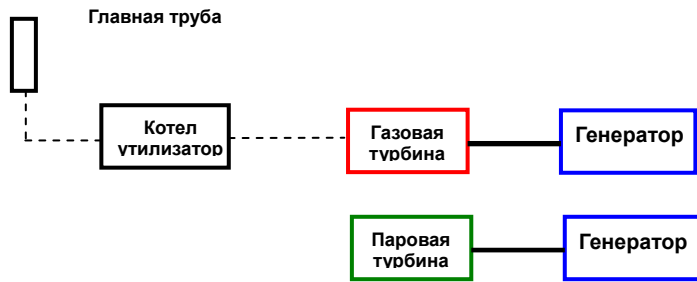 Главная труба
Котел
утилизатор
Газовая
турбина
Генератор
Паровая
турбина
Генератор